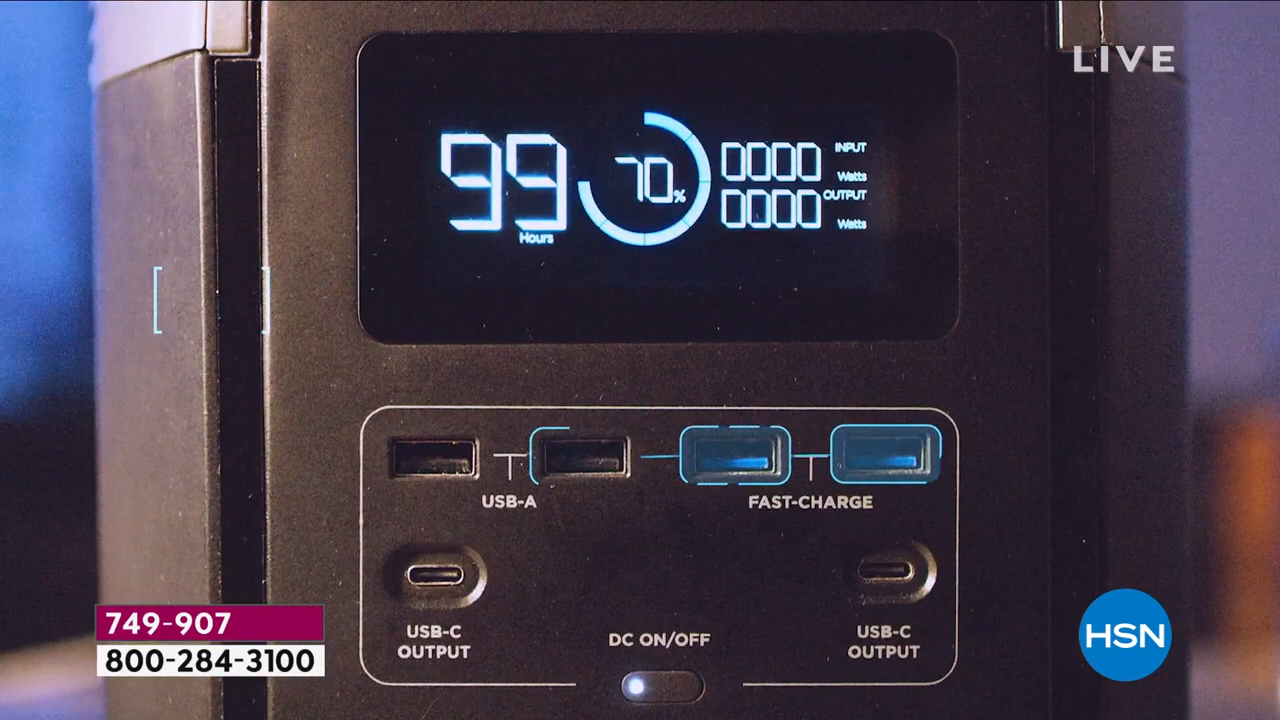 LIVE
99
Hours
70%
0000
INPUT
Watts
0000
OUTPUT
Watts
USB-A
FAST-CHARGE
USB-C
OUTPUT
DC ON/OFF
USB-C
OUTPUT
749-907
800-284-3100
HSN